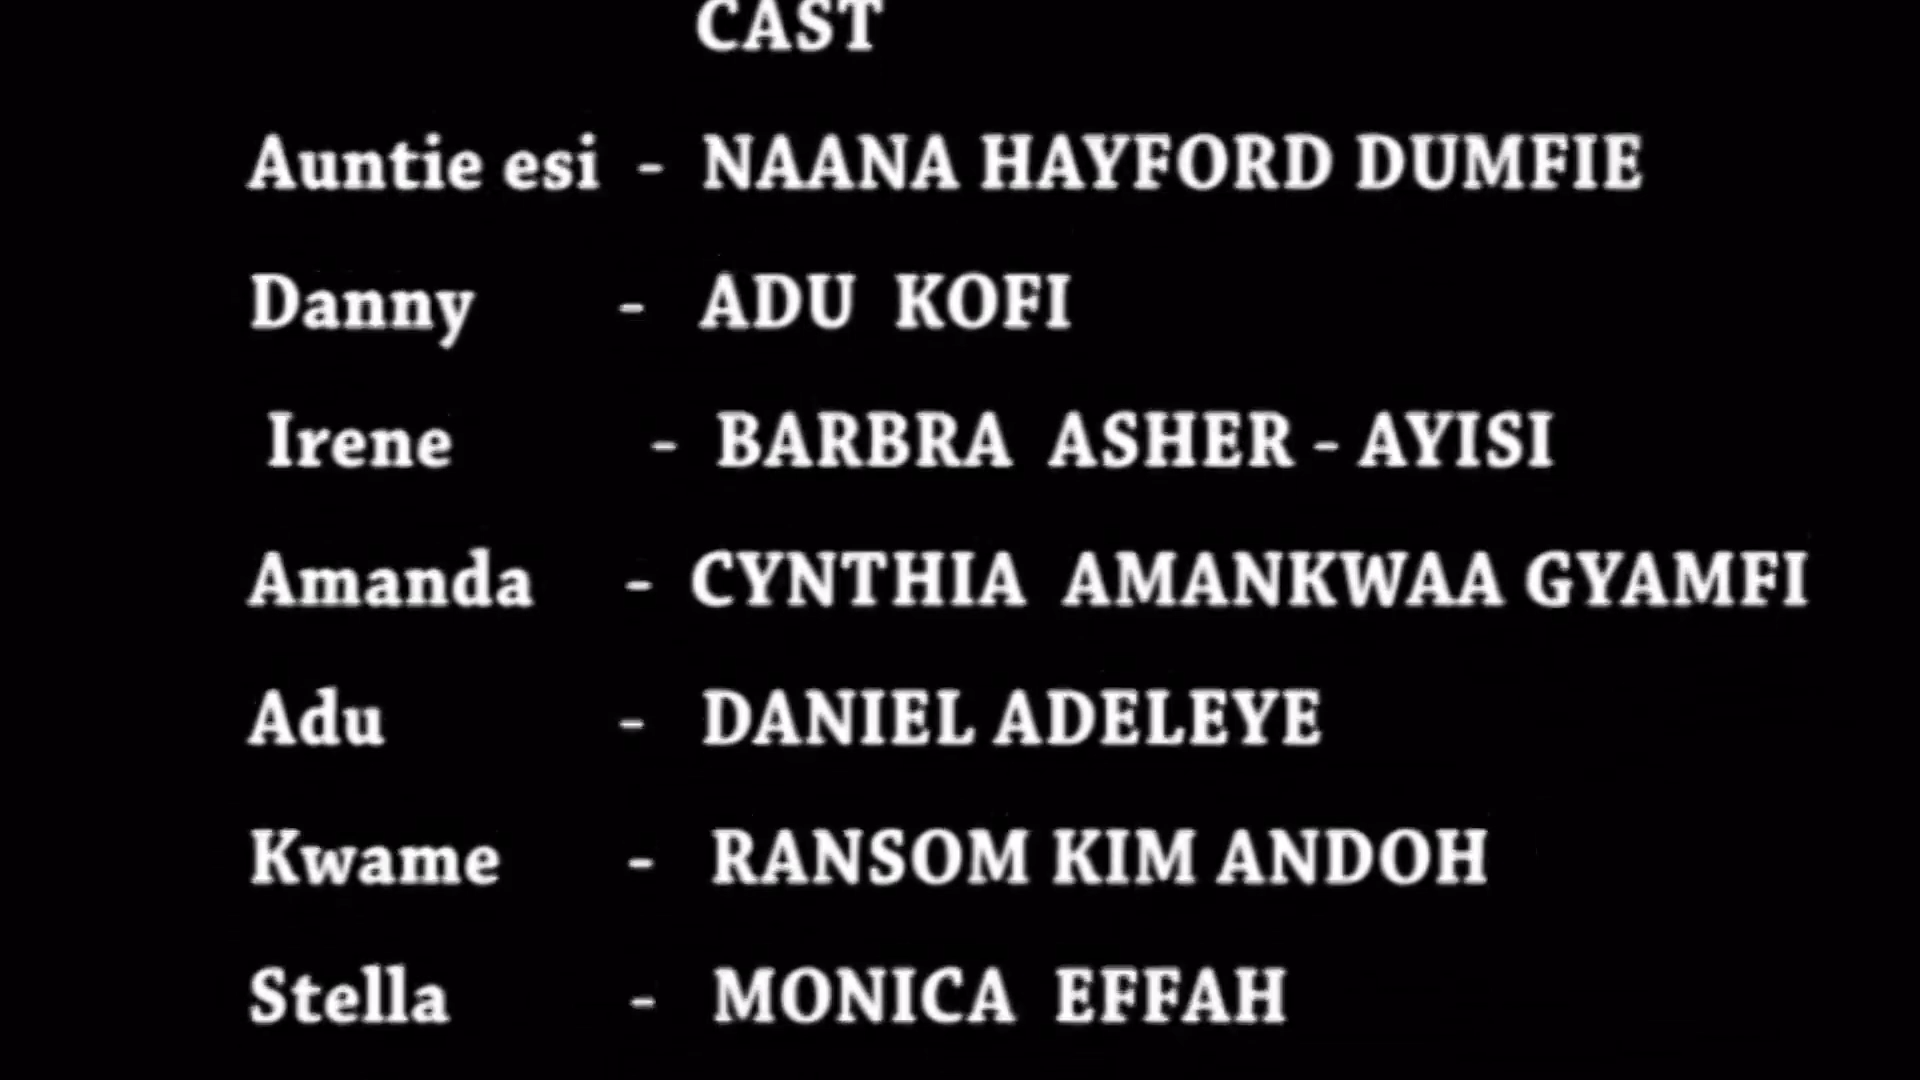 CAST
Auntie esi - NAANA HAYFORD DUMFIE
Danny - ADU KOFI
Irene - BARBRA ASHER - AYISI
Amanda - CYNTHIA AMANKWAA GYAMFI
Adu - DANIEL ADELEYE
Kwame - RANSOM KIM ANDOH
Stella - MONICA EFFAH